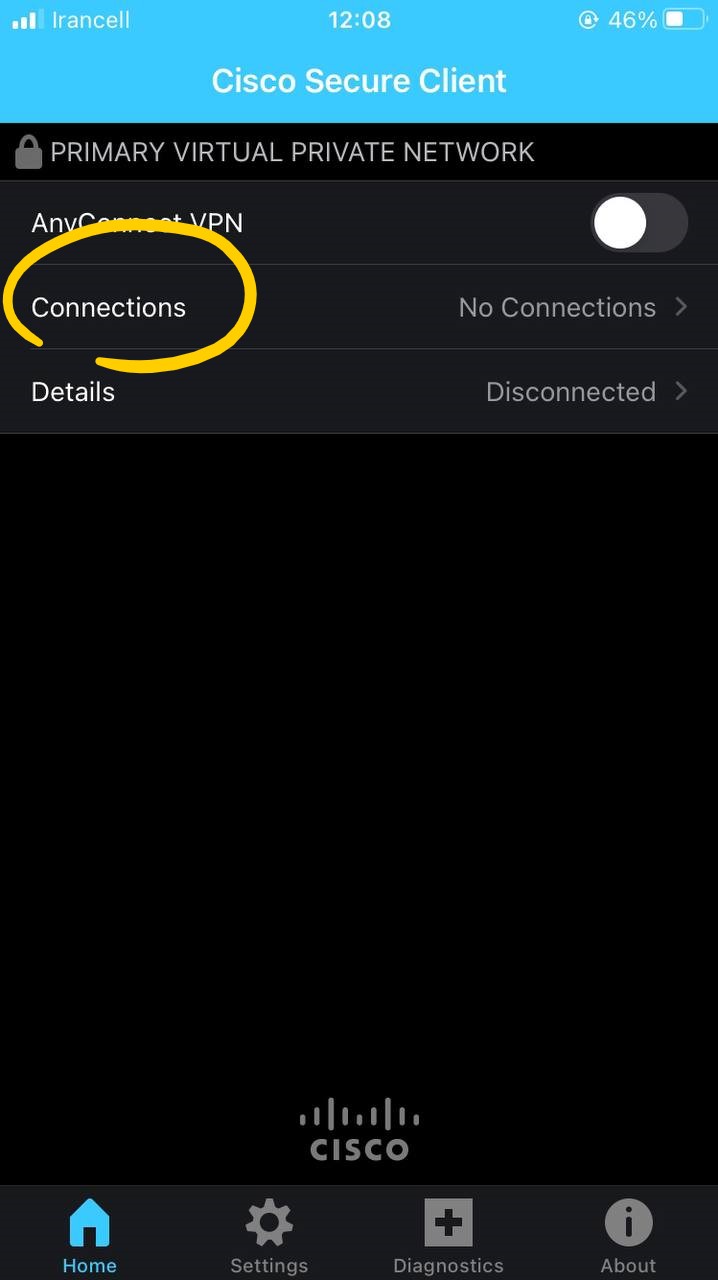 Irancell 12:08 46%
Cisco Secure Client
PRIMARY VIRTUAL PRIVATE NETWORK
AnyConnect VPN
Connections No Connections
Details Disconnected
CISCO
Home Settings Diagnostics About